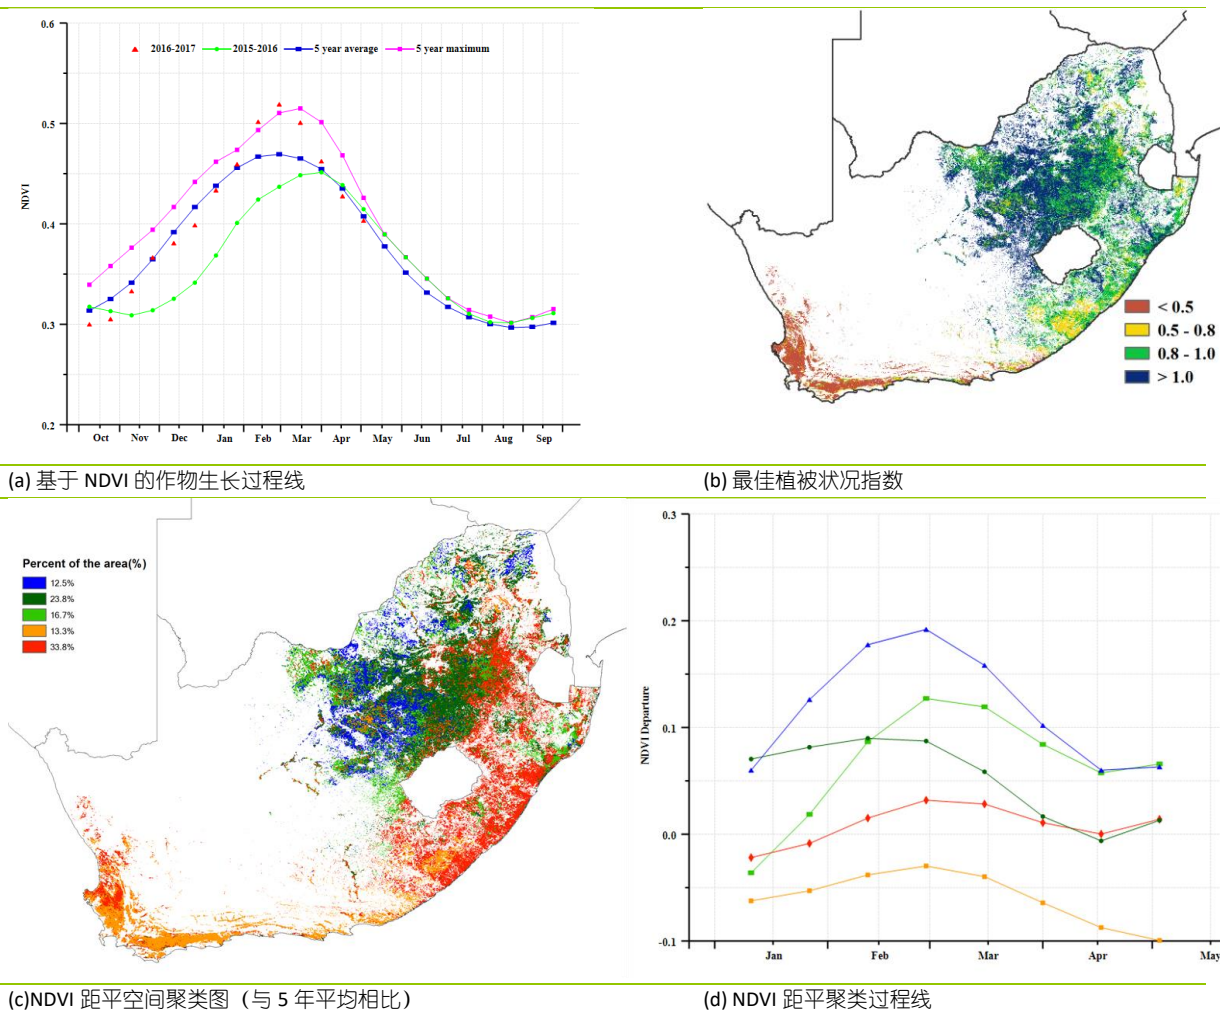 0.6
0.5
0.4
0.3
0.2
NDVI
2016-2017 2015-2016 5 year average 5 year maximum
Oct Nov Dec Jan Feb Mar Apr May Jun Jul Aug Sep
< 0.5
0.5 - 0.8
0.8 - 1.0
> 1.0
(a) 基于 NDVI 的作物生长过程线
(b) 最佳植被状况指数
Percent of the area(%)
12.5%
23.8%
16.7%
13.3%
33.8%
0.3
0.2
0.1
0.0
-0.1
NDVI Departure
Jan Feb Mar Apr May
(c)NDVI 距平空间聚类图（与 5 年平均相比）
(d) NDVI 距平聚类过程线